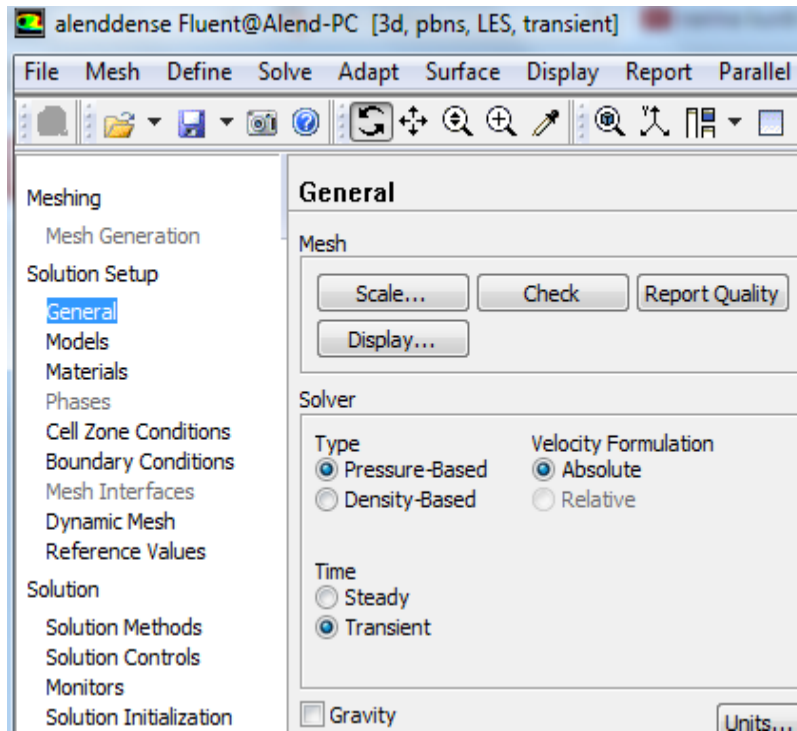 alenddense Fluent@Alend-PC [3d, pbns, LES, transient]
File Mesh Define Solve Adapt Surface Display Report Parallel
Meshing
Mesh Generation
Solution Setup
General
Models
Materials
Phases
Cell Zone Conditions
Boundary Conditions
Mesh Interfaces
Dynamic Mesh
Reference Values
Solution
Solution Methods
Solution Controls
Monitors
Solution Initialization
General
Mesh
Scale... Check Report Quality
Display...
Solver
Type Velocity Formulation
Pressure-Based Absolute
Density-Based Relative
Time
Steady
Transient
Gravity Units...